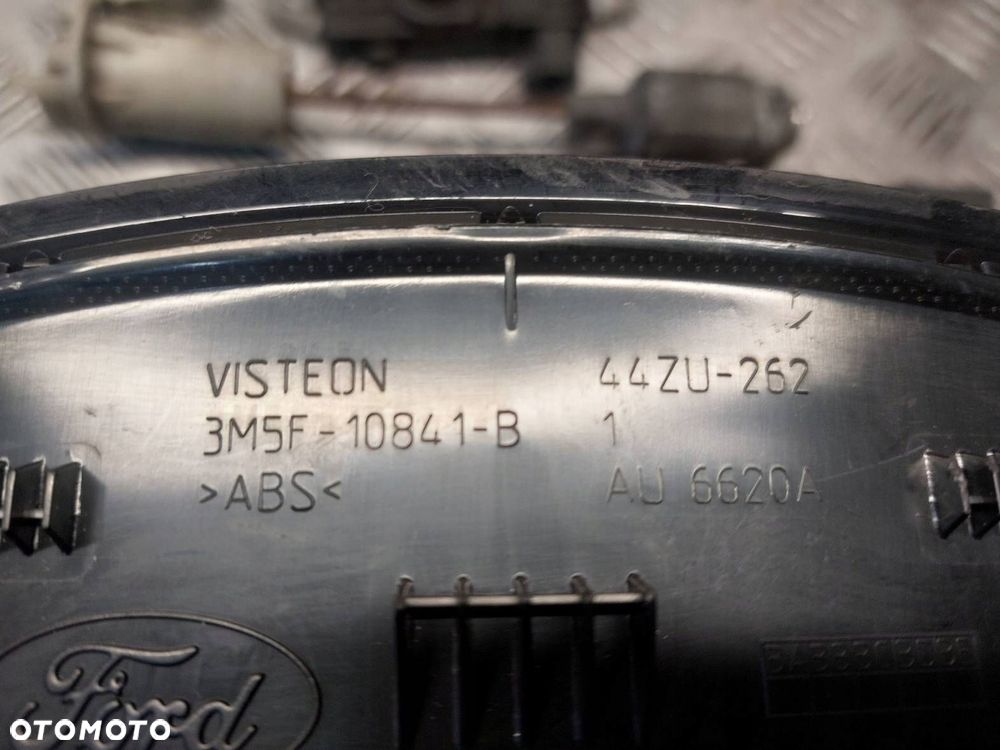 VISTEON 44ZU-262
3M5F-10841-B 1
>ABS< AU 6620A
Ford
OTOMOTO